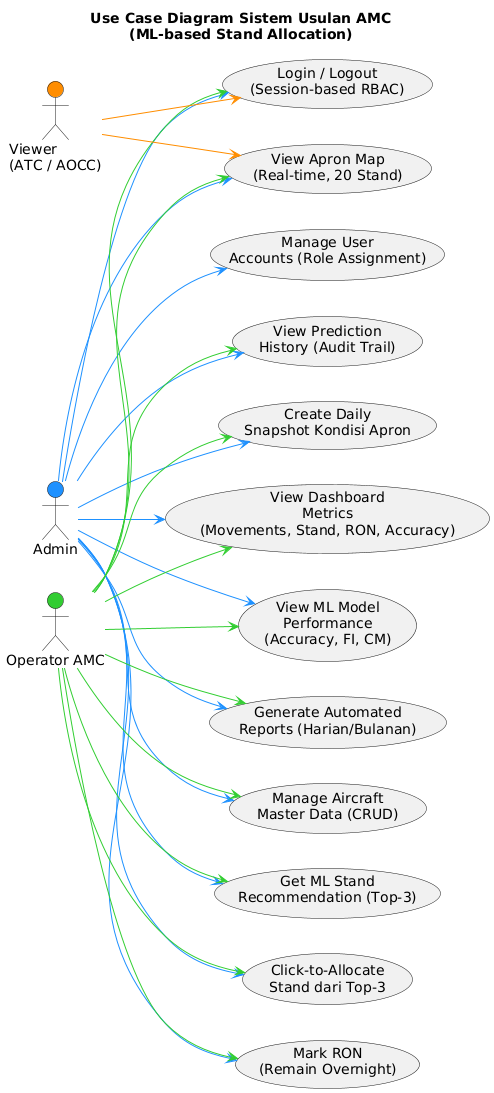 Use Case Diagram Sistem Usulan AMC
(ML-based Stand Allocation)
Viewer
(ATC / AOCC)
Admin
Operator AMC
Login / Logout
(Session-based RBAC)
View Apron Map
(Real-time, 20 Stand)
Manage User
Accounts (Role Assignment)
View Prediction
History (Audit Trail)
Create Daily
Snapshot Kondisi Apron
View Dashboard
Metrics
(Movements, Stand, RON, Accuracy)
View ML Model
Performance
(Accuracy, FI, CM)
Generate Automated
Reports (Harian/Bulanan)
Manage Aircraft
Master Data (CRUD)
Get ML Stand
Recommendation (Top-3)
Click-to-Allocate
Stand dari Top-3
Mark RON
(Remain Overnight)